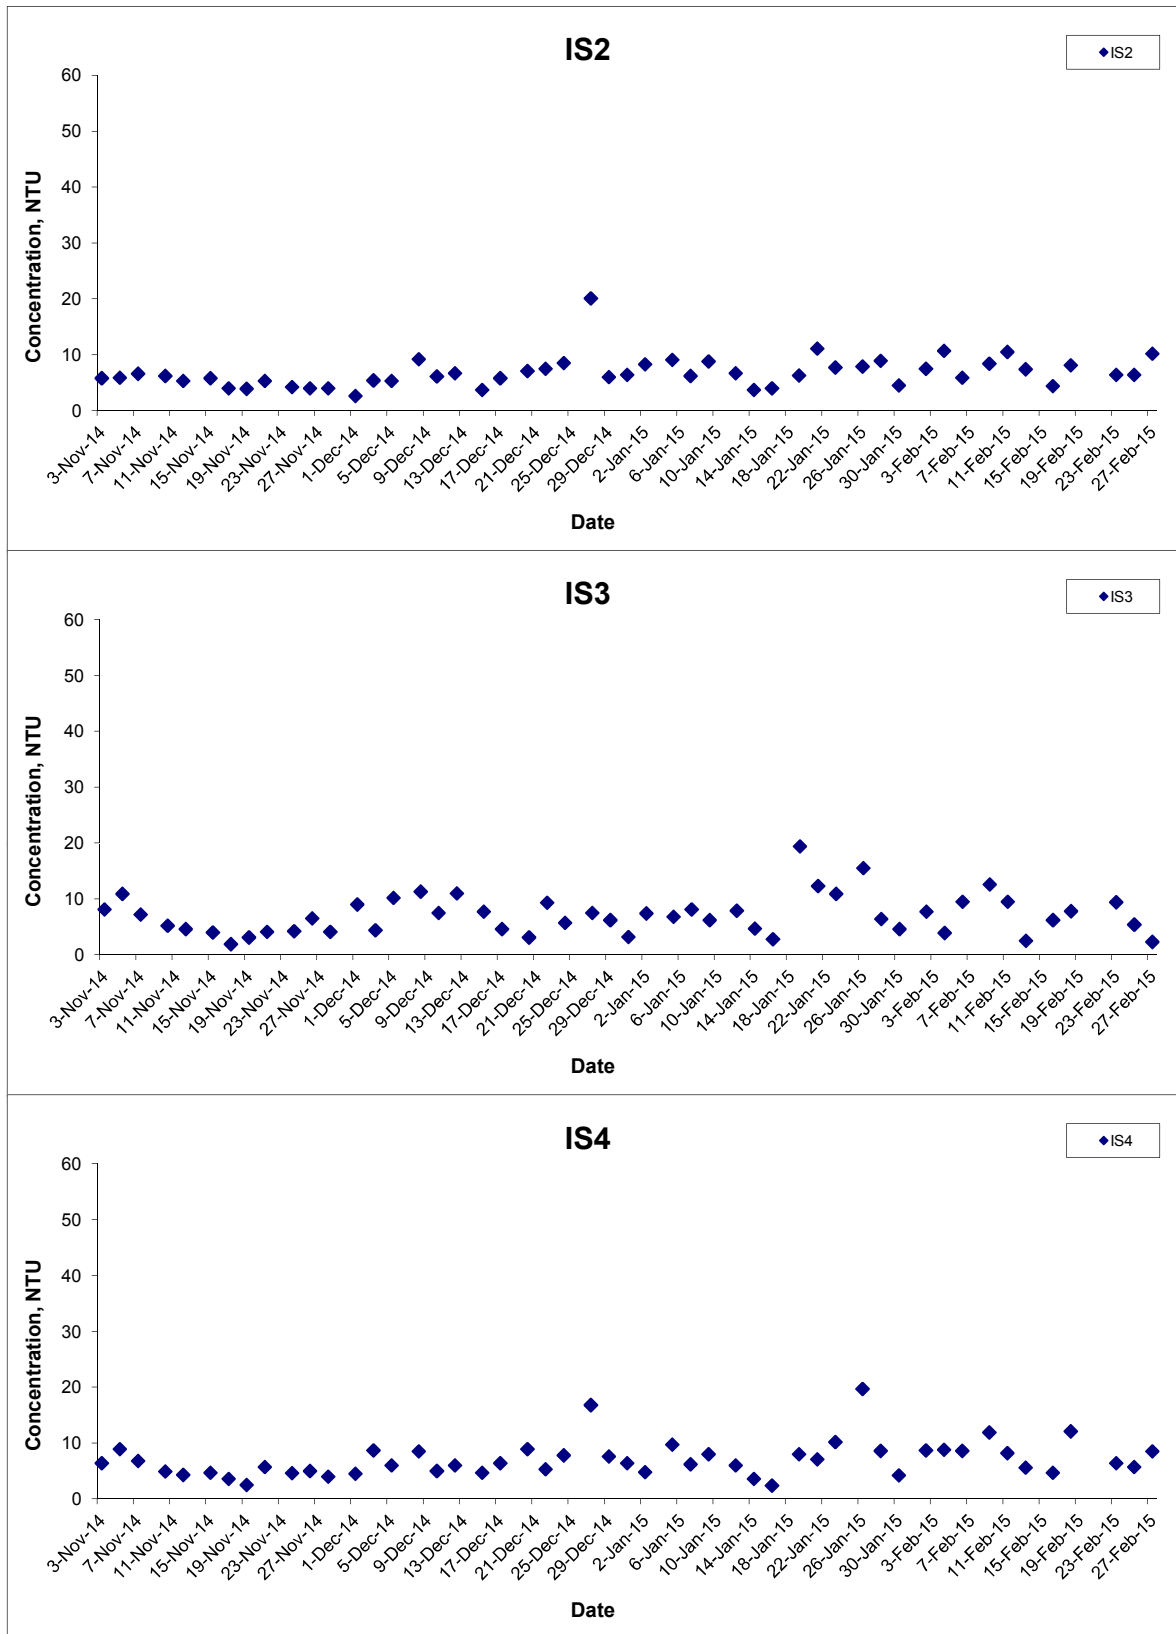 IS2
IS2
60
50
40
30
20
10
0
Concentration, NTU
3-Nov-14
7-Nov-14
11-Nov-14
15-Nov-14
19-Nov-14
23-Nov-14
27-Nov-14
1-Dec-14
5-Dec-14
9-Dec-14
13-Dec-14
17-Dec-14
21-Dec-14
25-Dec-14
29-Dec-14
2-Jan-15
6-Jan-15
10-Jan-15
14-Jan-15
18-Jan-15
22-Jan-15
26-Jan-15
30-Jan-15
3-Feb-15
7-Feb-15
11-Feb-15
15-Feb-15
19-Feb-15
23-Feb-15
27-Feb-15
Date
IS3
IS3
60
50
40
30
20
10
0
Concentration, NTU
3-Nov-14
7-Nov-14
11-Nov-14
15-Nov-14
19-Nov-14
23-Nov-14
27-Nov-14
1-Dec-14
5-Dec-14
9-Dec-14
13-Dec-14
17-Dec-14
21-Dec-14
25-Dec-14
29-Dec-14
2-Jan-15
6-Jan-15
10-Jan-15
14-Jan-15
18-Jan-15
22-Jan-15
26-Jan-15
30-Jan-15
3-Feb-15
7-Feb-15
11-Feb-15
15-Feb-15
19-Feb-15
23-Feb-15
27-Feb-15
Date
IS4
IS4
60
50
40
30
20
10
0
Concentration, NTU
3-Nov-14
7-Nov-14
11-Nov-14
15-Nov-14
19-Nov-14
23-Nov-14
27-Nov-14
1-Dec-14
5-Dec-14
9-Dec-14
13-Dec-14
17-Dec-14
21-Dec-14
25-Dec-14
29-Dec-14
2-Jan-15
6-Jan-15
10-Jan-15
14-Jan-15
18-Jan-15
22-Jan-15
26-Jan-15
30-Jan-15
3-Feb-15
7-Feb-15
11-Feb-15
15-Feb-15
19-Feb-15
23-Feb-15
27-Feb-15
Date